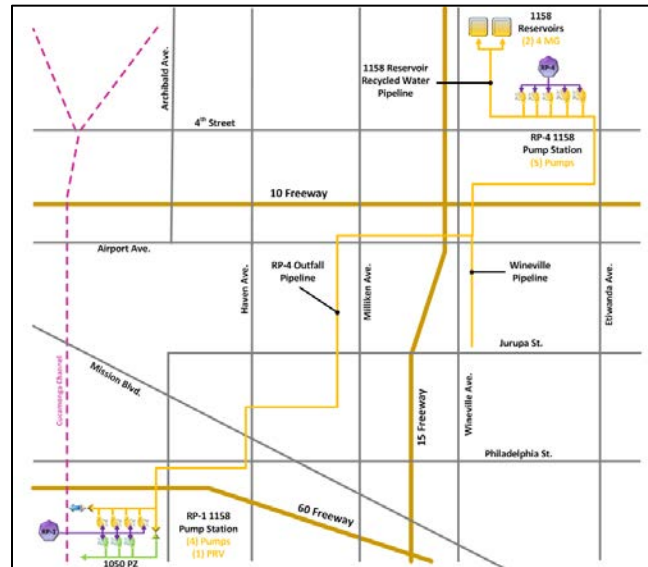 1158
Reservoirs
(2) 4 MG
1158 Reservoir
Recycled Water
Pipeline
RP-4
Archibald Ave.
4th Street
RP-4 1158
Pump Station
(5) Pumps
10 Freeway
Airport Ave.
Haven Ave.
RP-4 Outfall
Pipeline
Milliken Ave.
Wineville
Pipeline
Etiwanda Ave.
Jurupa St.
Mission Blvd.
Cucamonga Channel
15 Freeway
Wineville Ave.
Philadelphia St.
60 Freeway
RP-1
RP-1 1158
Pump Station
(4) Pumps
(1) PRV
1050 PZ